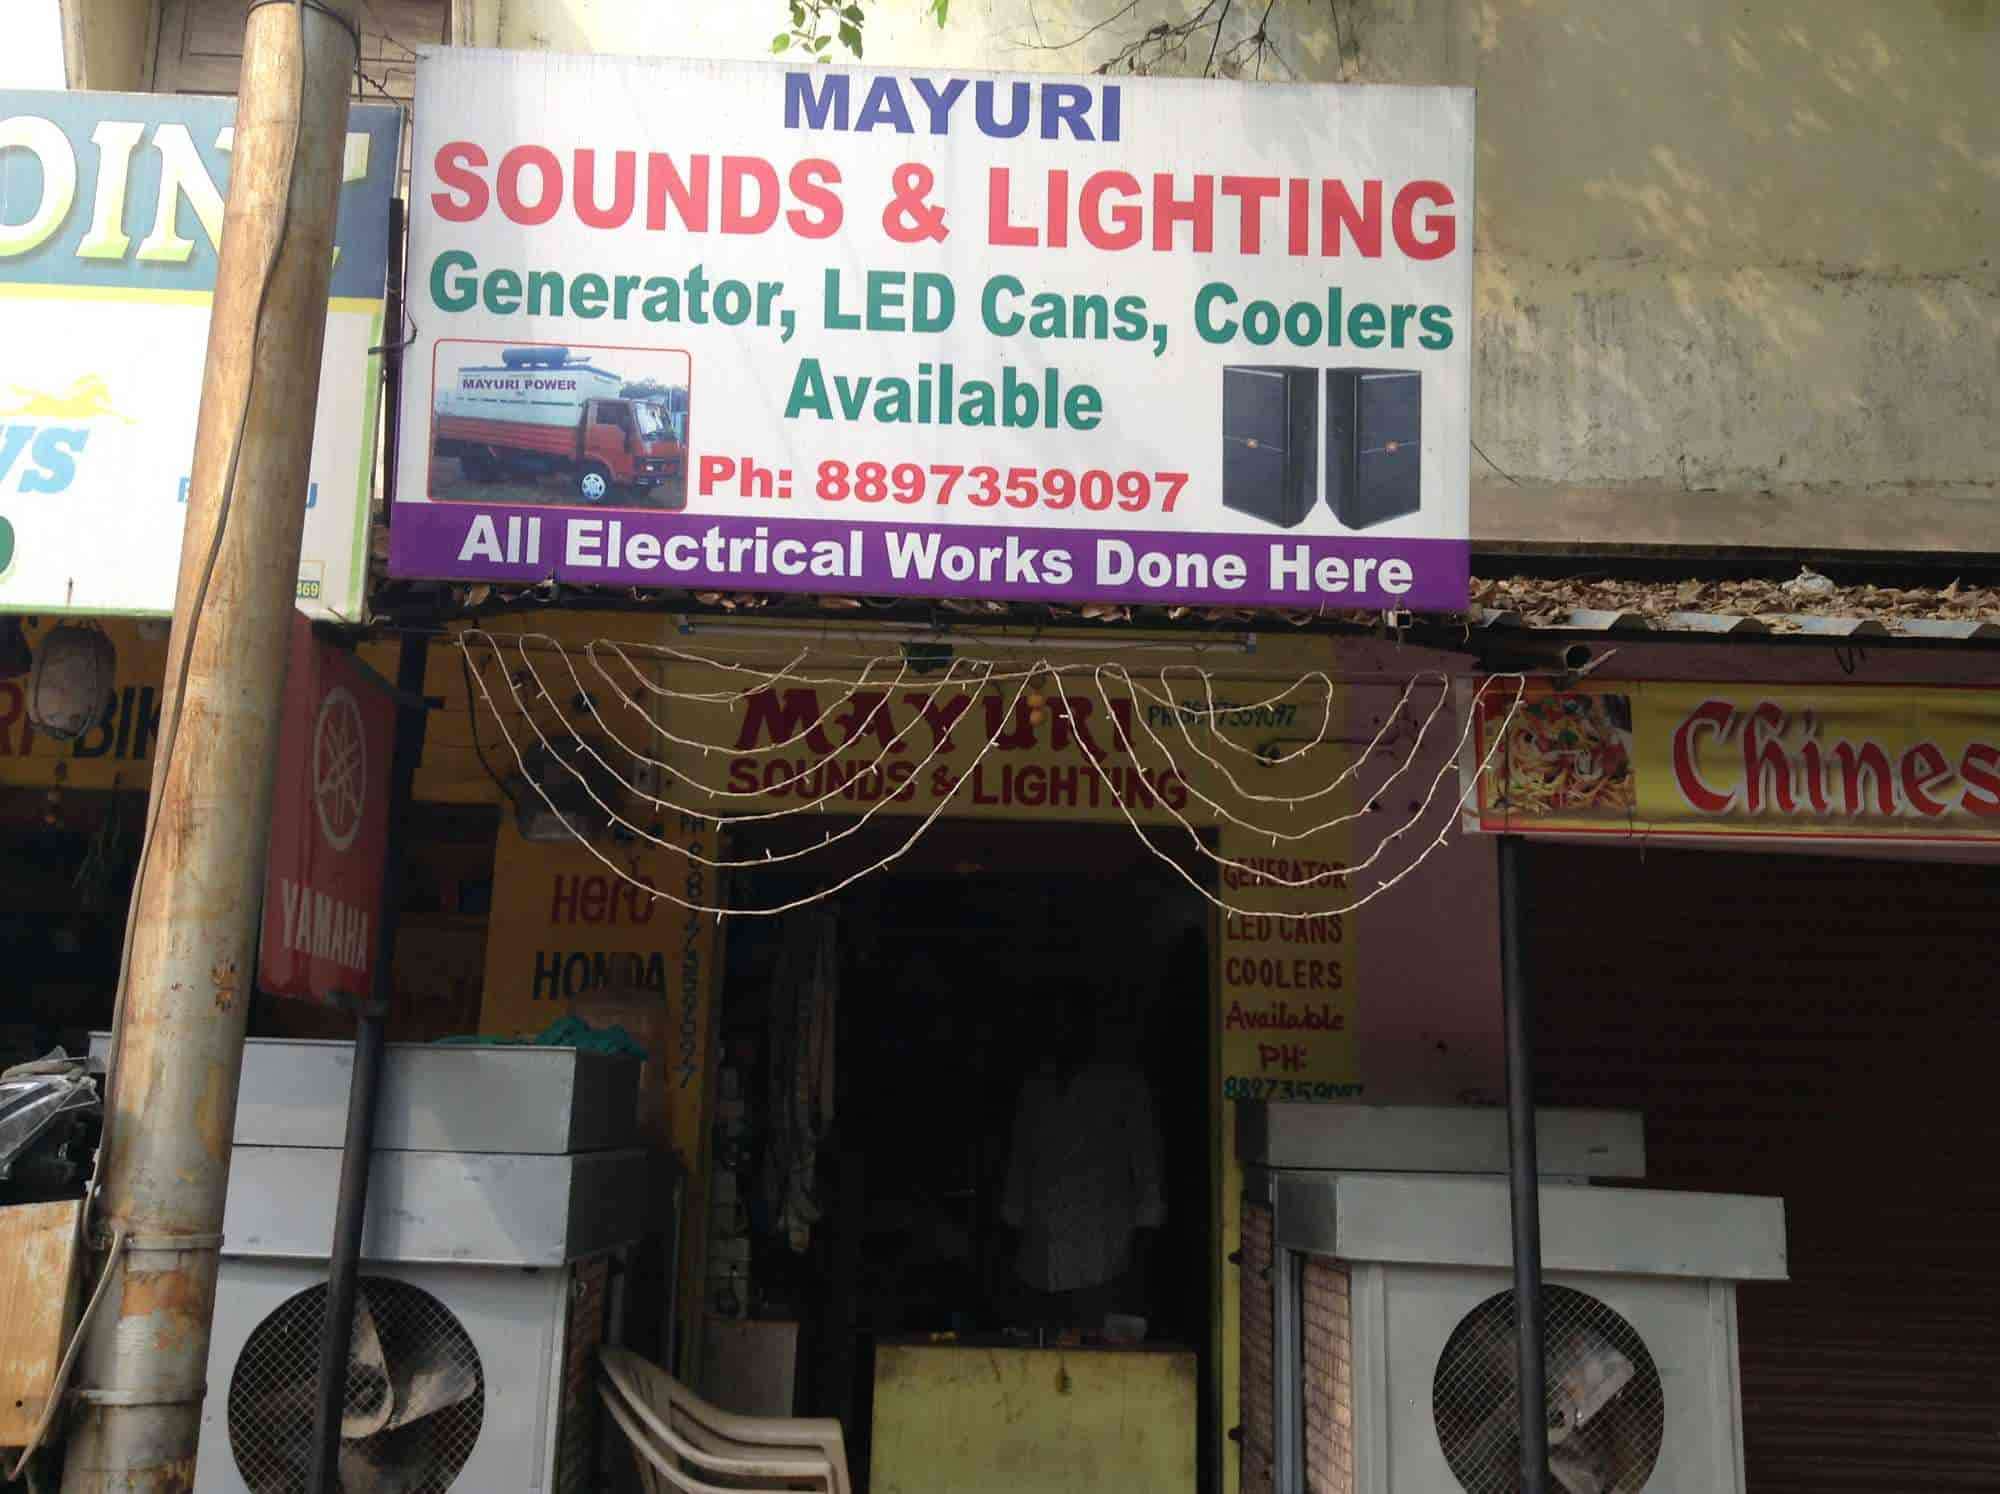 MAYURI
SOUNDS & LIGHTING
Generator, LED Cans, Coolers
Available
MAYURI POWER
Ph: 8897359097
All Electrical Works Done Here
469
MAYURI
SOUNDS & LIGHTING
Chines
YAMAHA
Hero
HONDA
GENERATOR
LED CANS
COOLERS
Available
PH: